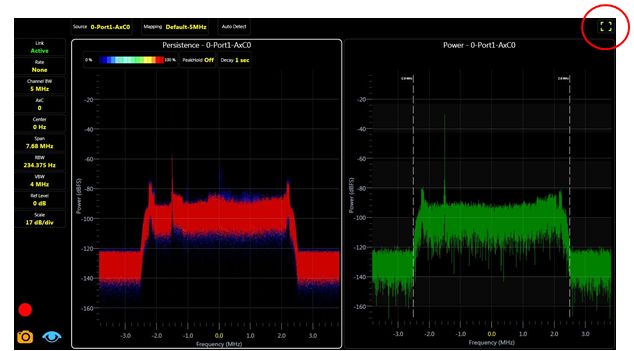 Source 0-Port1-AxC0 Mapping Default-5MHz Auto Detect
Link
Active
Rate
None
Channel BW
5 MHz
AxC
0
Center
0 Hz
Span
7.68 MHz
RBW
234.375 Hz
VBW
4 MHz
Ref Level
0 dB
Scale
17 dB/div
Persistence - 0-Port1-AxC0
0 % 100 % PeakHold Off Decay 1 sec
Power (dBFS)
-20
-40
-60
-80
-100
-120
-140
-160
-3.0 -2.0 -1.0 0.0 1.0 2.0 3.0
Frequency (MHz)
Power - 0-Port1-AxC0
Power (dBFS)
-20
-40
-60
-80
-100
-120
-140
-160
-3.0 -2.0 -1.0 0.0 1.0 2.0 3.0
Frequency (MHz)